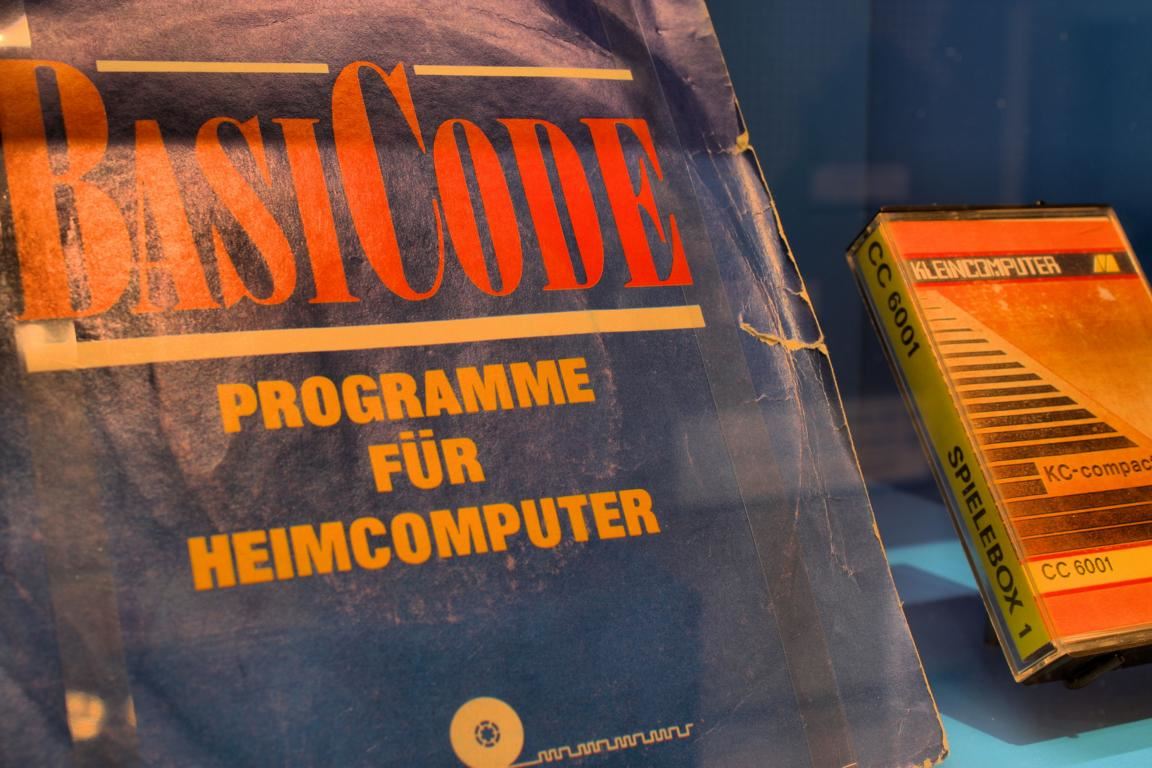 BASICODE
PROGRAMME
FÜR
HEIMCOMPUTER
CC 6001
SPIELEBOX 1
KLEINCOMPUTER
KC-compact
CC 6001